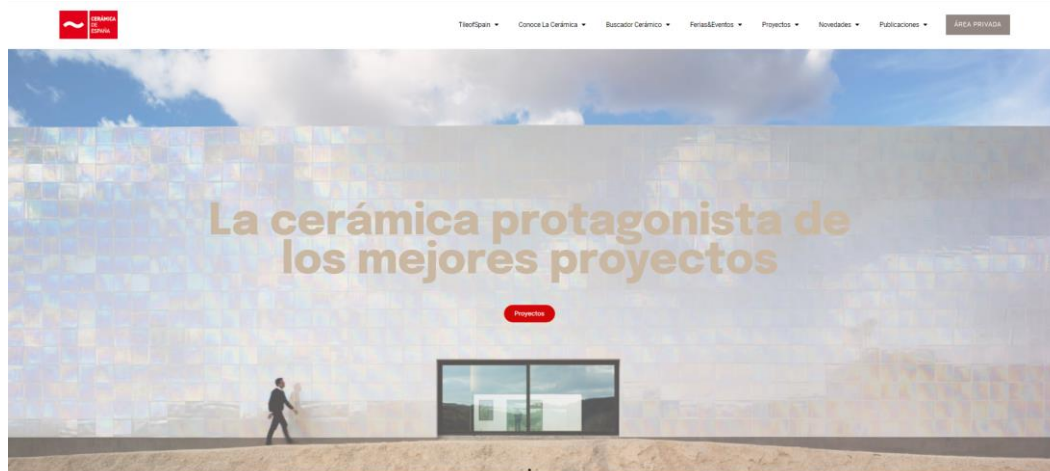 CERÁMICA
DE
ESPAÑA
TileofSpain
Conoce La Cerámica
Buscador Cerámico
Ferias&Eventos
Proyectos
Novedades
Publicaciones
ÁREA PRIVADA
La cerámica protagonista de
los mejores proyectos
Proyectos